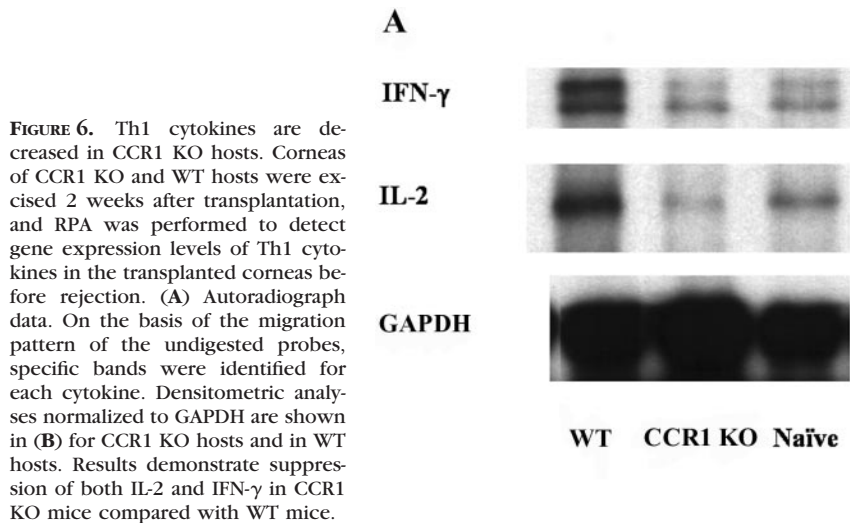 FIGURE 6. Th1 cytokines are de-
creased in CCR1 KO hosts. Corneas
of CCR1 KO and WT hosts were ex-
cised 2 weeks after transplantation,
and RPA was performed to detect
gene expression levels of Th1 cyto-
kines in the transplanted corneas be-
fore rejection. (A) Autoradiograph
data. On the basis of the migration
pattern of the undigested probes,
specific bands were identified for
each cytokine. Densitometric analy-
ses normalized to GAPDH are shown
in (B) for CCR1 KO hosts and in WT
hosts. Results demonstrate suppres-
sion of both IL-2 and IFN-γ in CCR1
KO mice compared with WT mice.
A
IFN-γ
IL-2
GAPDH
WT CCR1 KO Naïve